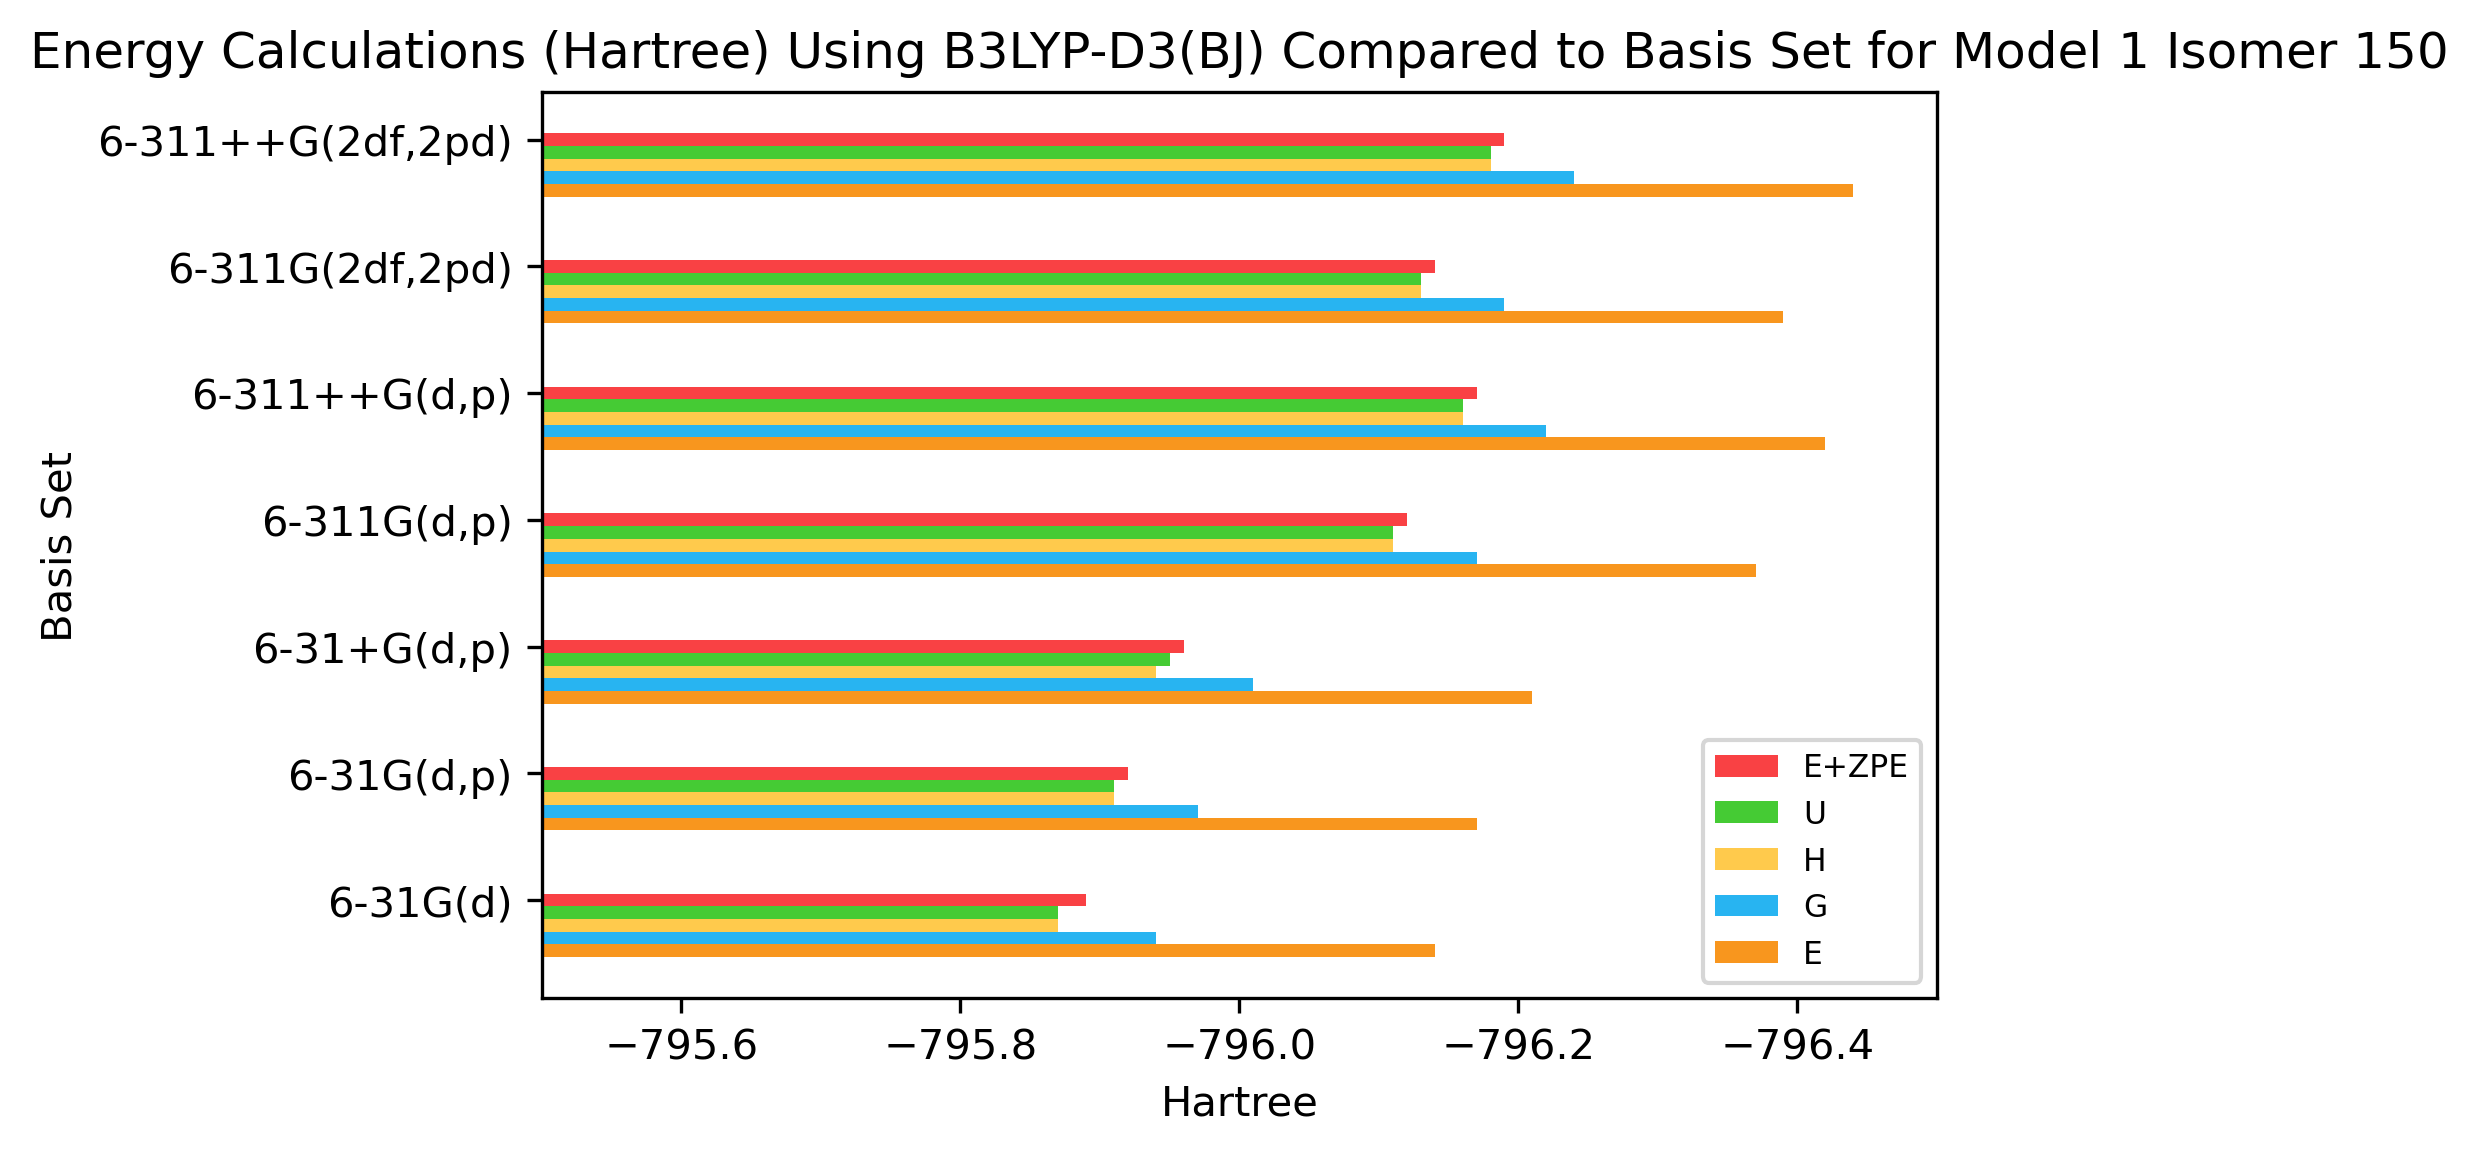 Energy Calculations (Hartree) Using B3LYP-D3(BJ) Compared to Basis Set for Model 1 Isomer 150
6-311++G(2df,2pd)
6-311G(2df,2pd)
6-311++G(d,p)
6-311G(d,p)
6-31+G(d,p)
6-31G(d,p)
6-31G(d)
Basis Set
E+ZPE
U
H
G
E
−795.6
−795.8
−796.0
−796.2
−796.4
Hartree